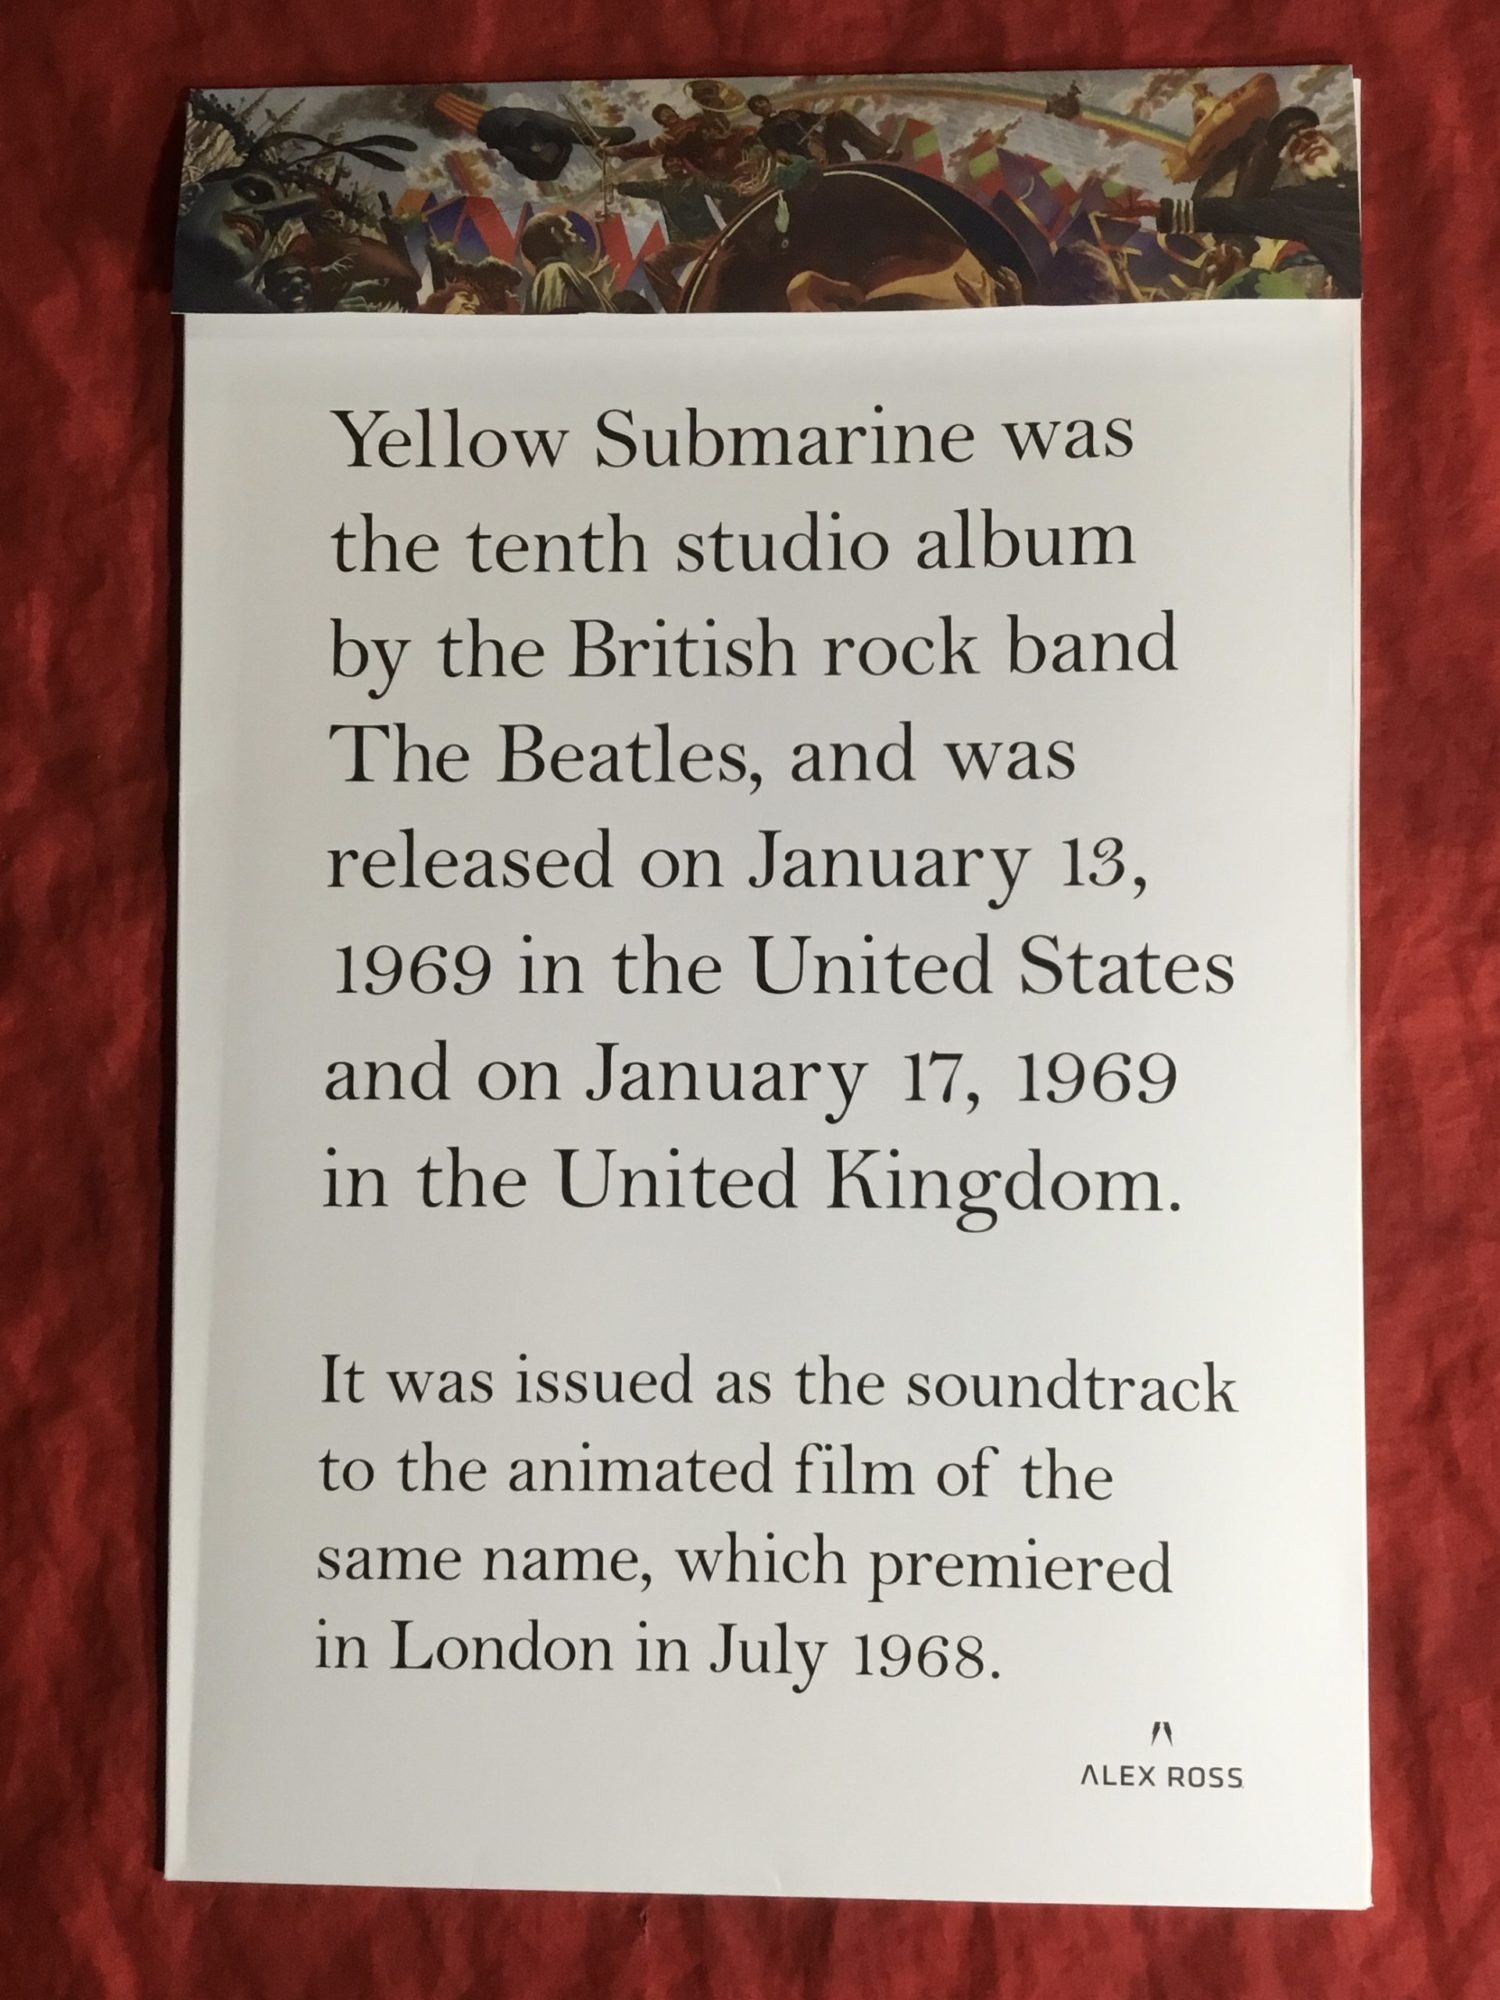 Yellow Submarine was
the tenth studio album
by the British rock band
The Beatles, and was
released on January 13,
1969 in the United States
and on January 17, 1969
in the United Kingdom.
It was issued as the soundtrack
to the animated film of the
same name, which premiered
in London in July 1968.
ALEX ROSS